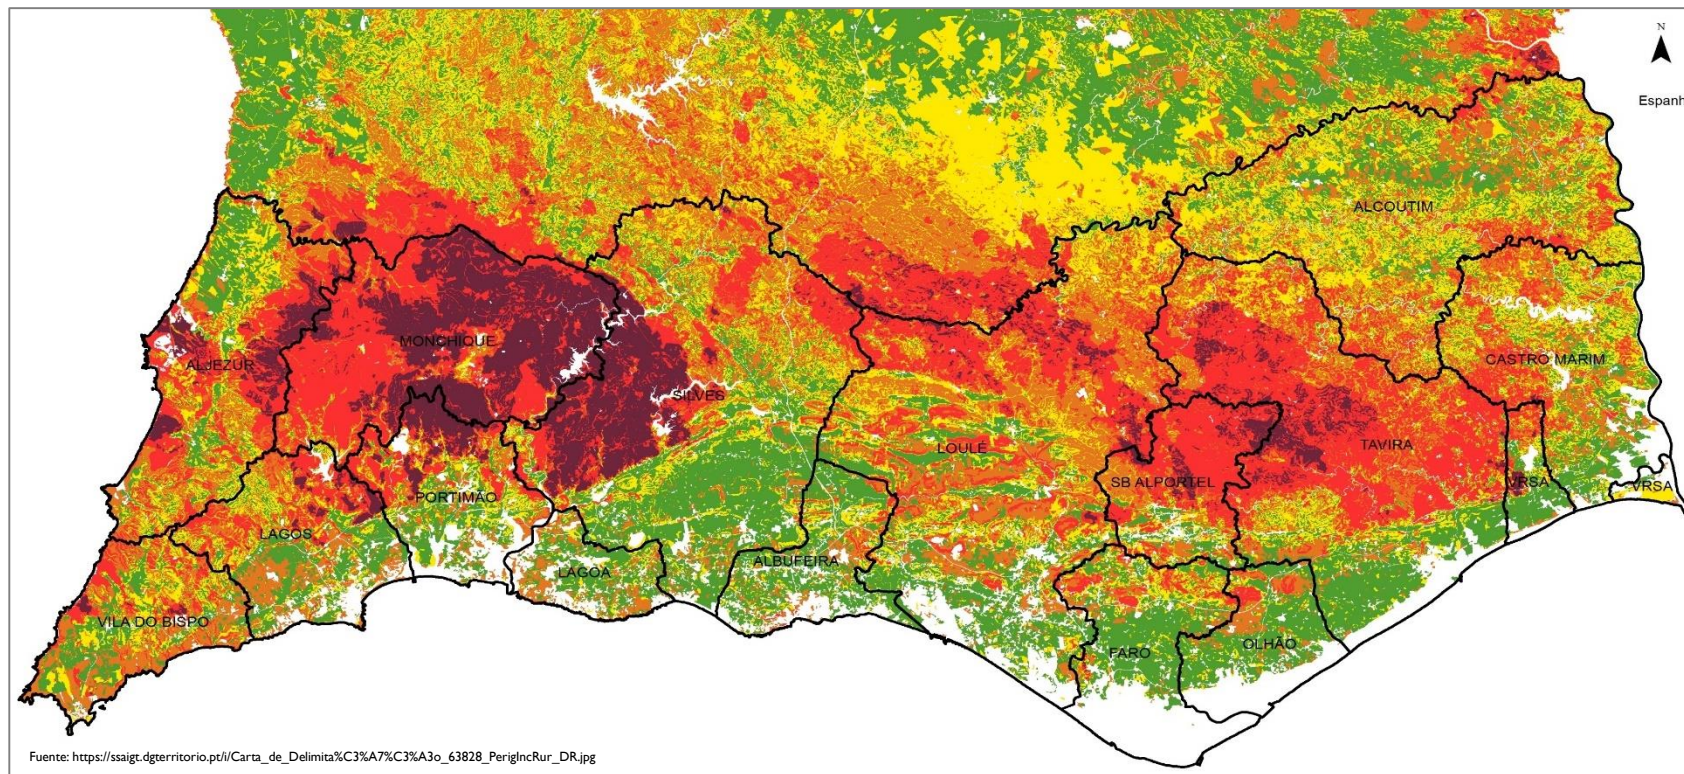 N
Espanh
ALCOUTIM
MONCHIQUE
ALJEZUR
CASTRO MARIM
SILVES
LOULÉ
TAVIRA
SB ALPORTEL
VRSA
VRSA
PORTIMÃO
LAGOS
ALBUFEIRA
LAGOA
VILA DO BISPO
FARO
OLHÃO
Fuente: https://ssaigt.dgterritorio.pt/i/Carta_de_Delimita%C3%A7%C3%A3o_63828_PerigIncRur_DR.jpg